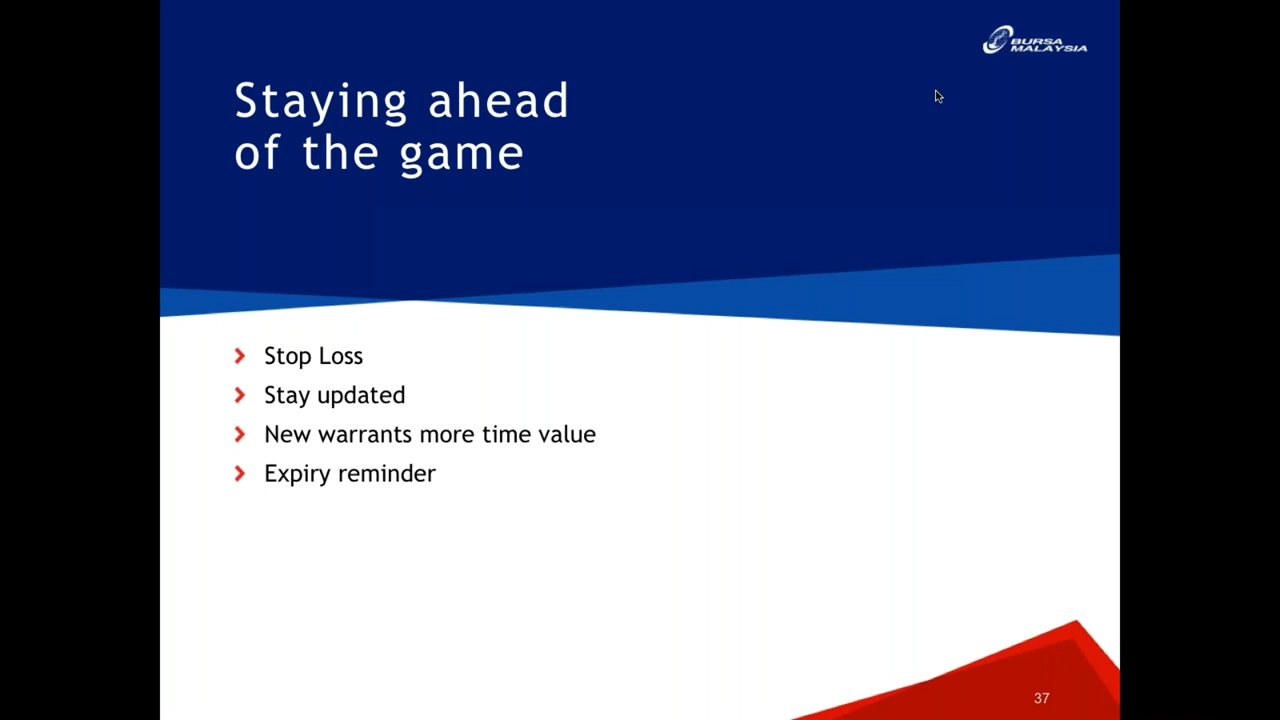 BURSA
MALAYSIA
Staying ahead
of the game
Stop Loss
Stay updated
New warrants more time value
Expiry reminder
37